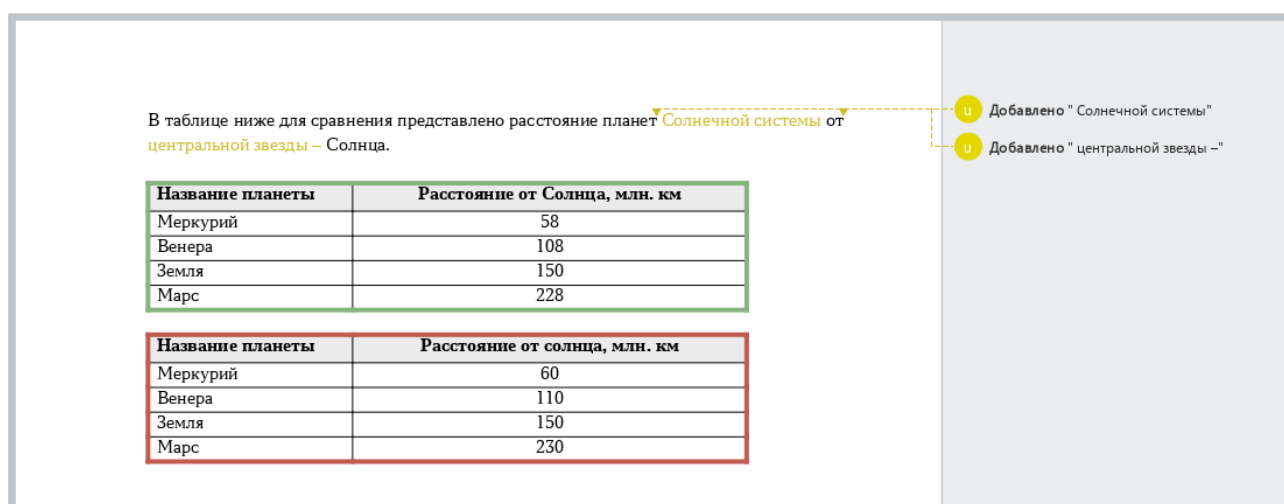 В таблице ниже для сравнения представлено расстояние планет Солнечной системы от
центральной звезды – Солнца.
Название планеты Расстояние от Солнца, млн. км
Меркурий 58
Венера 108
Земля 150
Марс 228
Название планеты Расстояние от солнца, млн. км
Меркурий 60
Венера 110
Земля 150
Марс 230
u Добавлено " Солнечной системы"
u Добавлено " центральной звезды –"